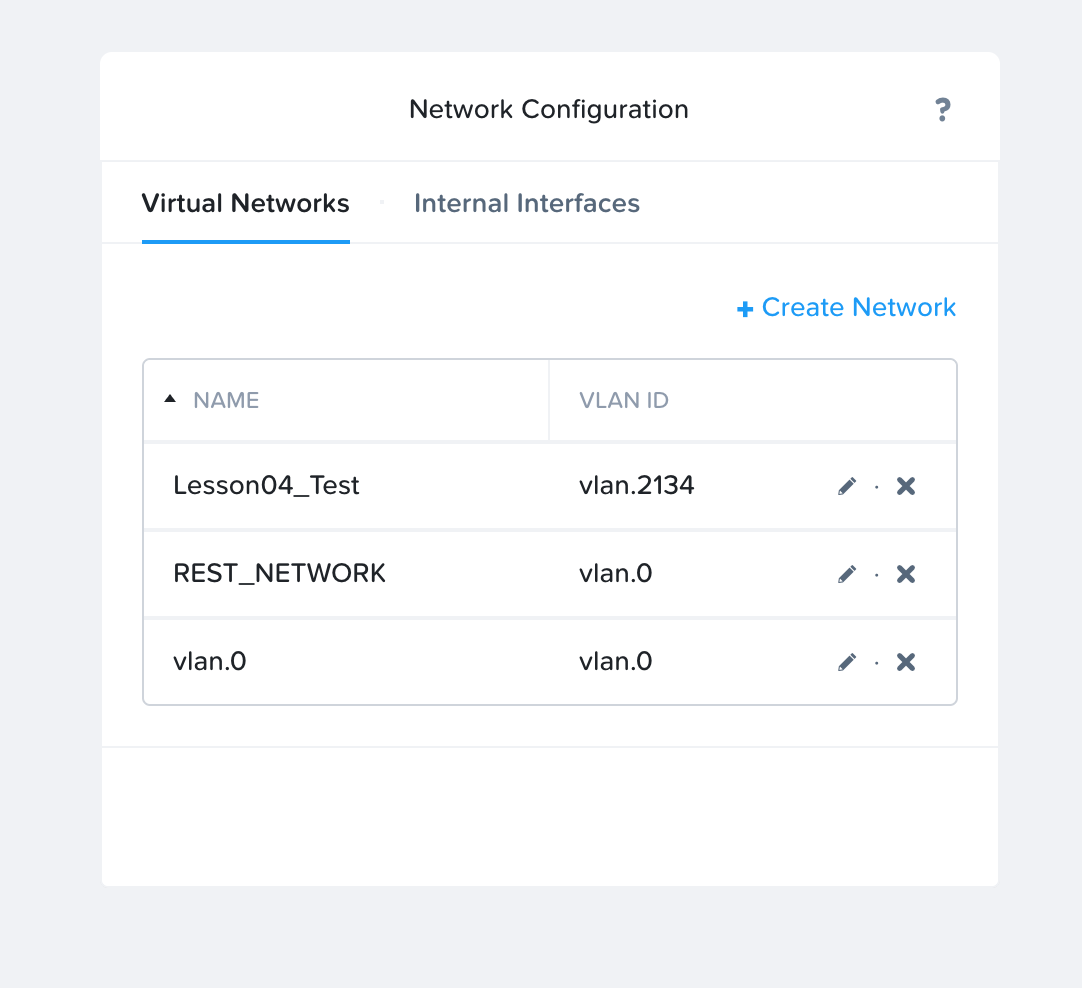 Network Configuration ?
Virtual Networks · Internal Interfaces
+ Create Network
NAME VLAN ID
Lesson04_Test vlan.2134
REST_NETWORK vlan.0
vlan.0 vlan.0